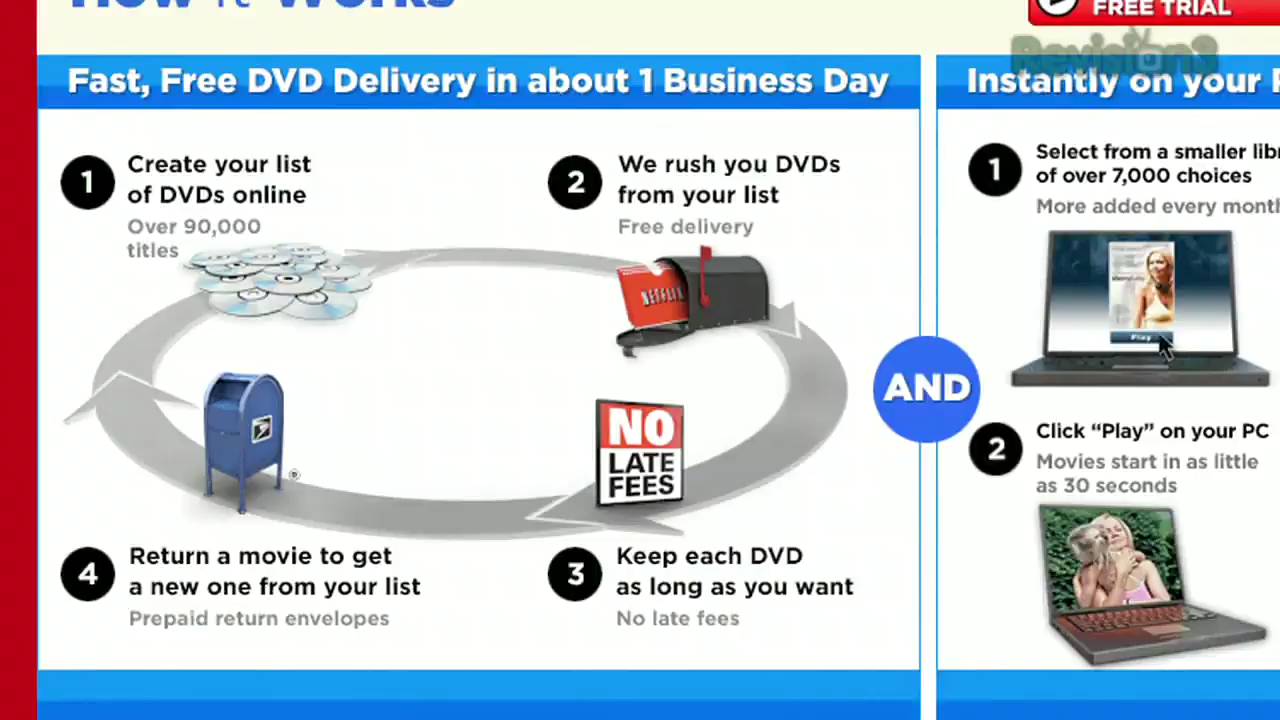 How it Works
FREE TRIAL
Revision3
Fast, Free DVD Delivery in about 1 Business Day
1
Create your list
of DVDs online
Over 90,000
titles
2
We rush you DVDs
from your list
Free delivery
NETFLIX
NO
LATE
FEES
®
4
Return a movie to get
a new one from your list
Prepaid return envelopes
3
Keep each DVD
as long as you want
No late fees
AND
Instantly on your
1
Select from a smaller
of over 7,000 choices
More added every month
Play
2
Click “Play” on your PC
Movies start in as little
as 30 seconds